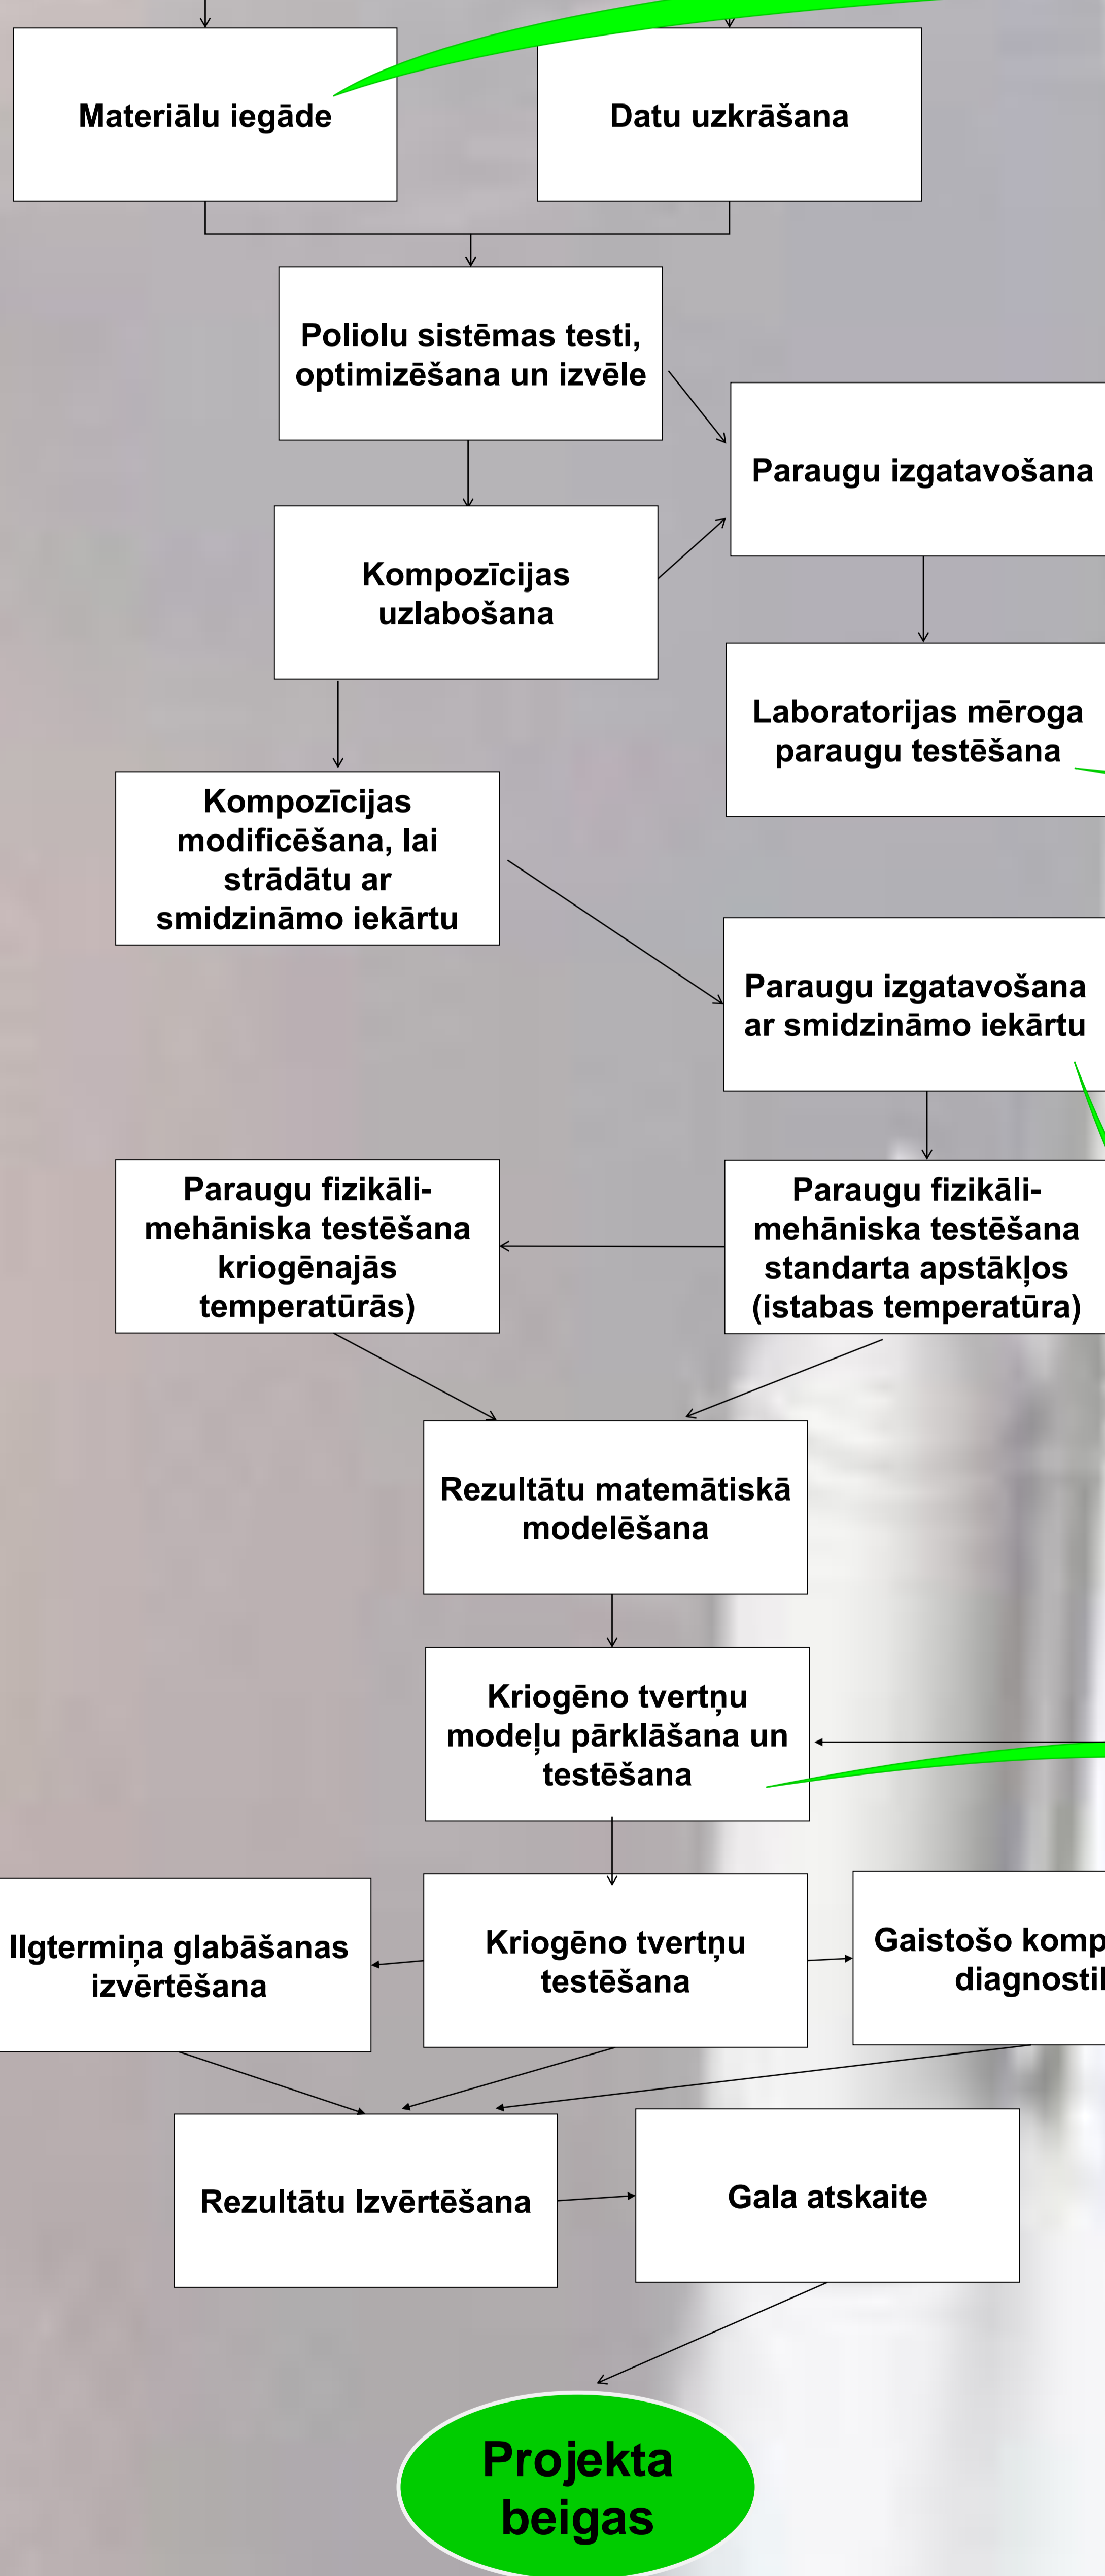 Materiālu iegāde
Datu uzkrāšana
Poliolu sistēmas testi,
optimizēšana un izvēle
Paraugu izgatavošana
Kompozīcijas
uzlabošana
Laboratorijas mēroga
paraugu testēšana
Kompozīcijas
modificēšana, lai
strādātu ar
smidzināmo iekārtu
Paraugu izgatavošana
ar smidzināmo iekārtu
Paraugu fizikāli-
mehāniska testēšana
kriogēnajās
temperatūrās)
Paraugu fizikāli-
mehāniska testēšana
standarta apstākļos
(istabas temperatūra)
Rezultātu matemātiskā
modelēšana
Kriogēno tvertņu
modeļu pārklāšana un
testēšana
Ilgtermiņa glabāšanas
izvērtēšana
Kriogēno tvertņu
testēšana
Gaistošo
Rezultātu Izvērtēšana
Gala atskaite
Projekta
beigas